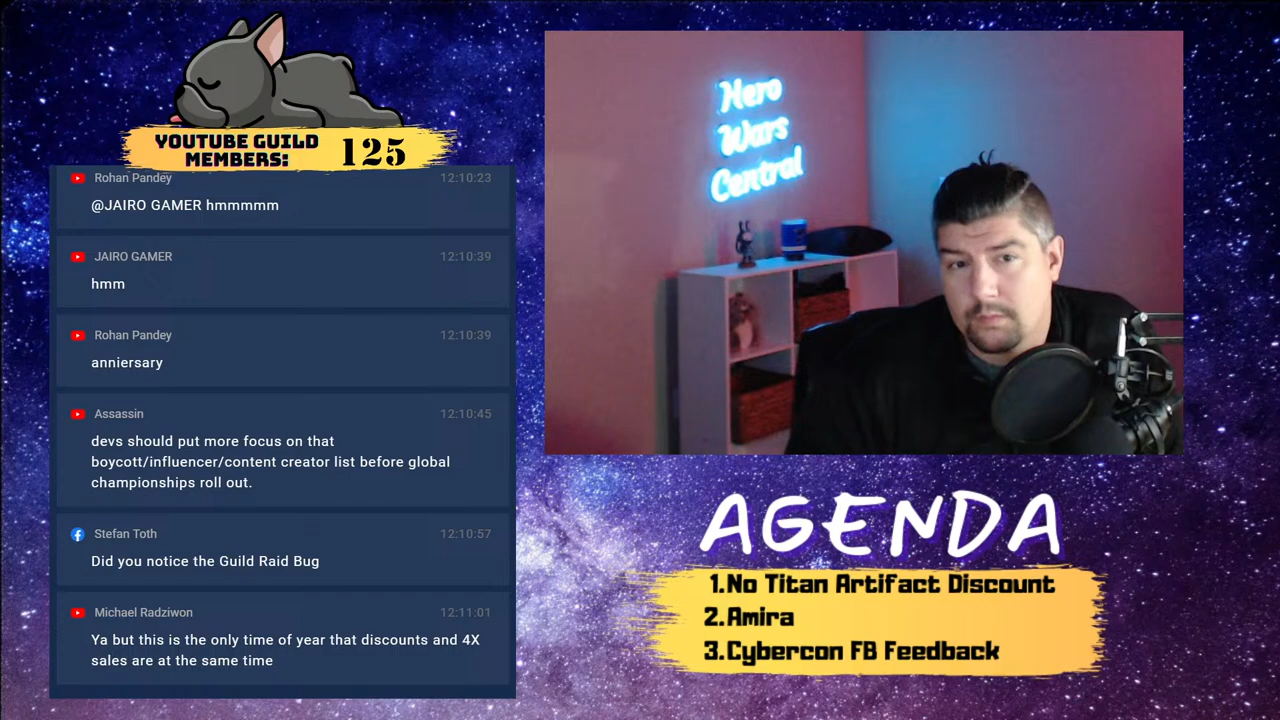 YOUTUBE GUILD
MEMBERS:
125
Rohan Pandey 12:10:23
@JAIRO GAMER hmmmmm
JAIRO GAMER 12:10:39
hmm
Rohan Pandey 12:10:39
anniersary
Assassin 12:10:45
devs should put more focus on that
boycott/influencer/content creator list before global
championships roll out.
Stefan Toth 12:10:57
Did you notice the Guild Raid Bug
Michael Radziwon 12:11:01
Ya but this is the only time of year that discounts and 4X
sales are at the same time
Hero
Wars
Central
AGENDA
1.No Titan Artifact Discount
2.Amira
3.Cybercon FB Feedback